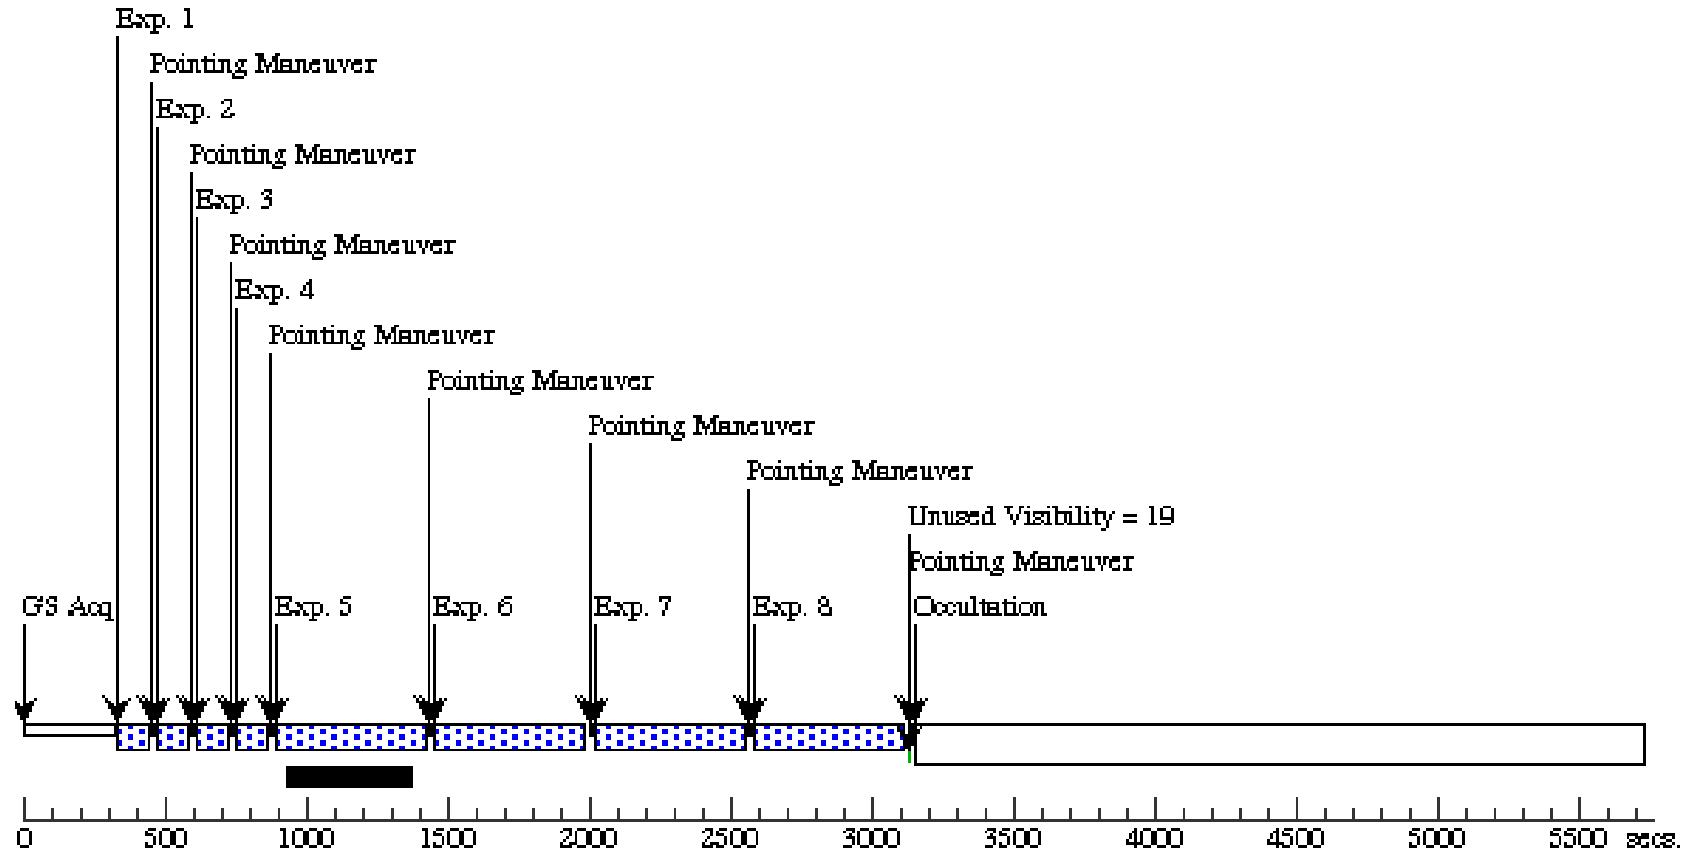 Exp. 1
Pointing Maneuver
Exp. 2
Pointing Maneuver
Exp. 3
Pointing Maneuver
Exp. 4
Pointing Maneuver
Pointing Maneuver
Pointing Maneuver
Pointing Maneuver
Unused Visibility = 19
Pointing Maneuver
GS Acq Exp. 5 Exp. 6 Exp. 7 Exp. 8 Occultation
0 500 1000 1500 2000 2500 3000 3500 4000 4500 5000 5500 secs.